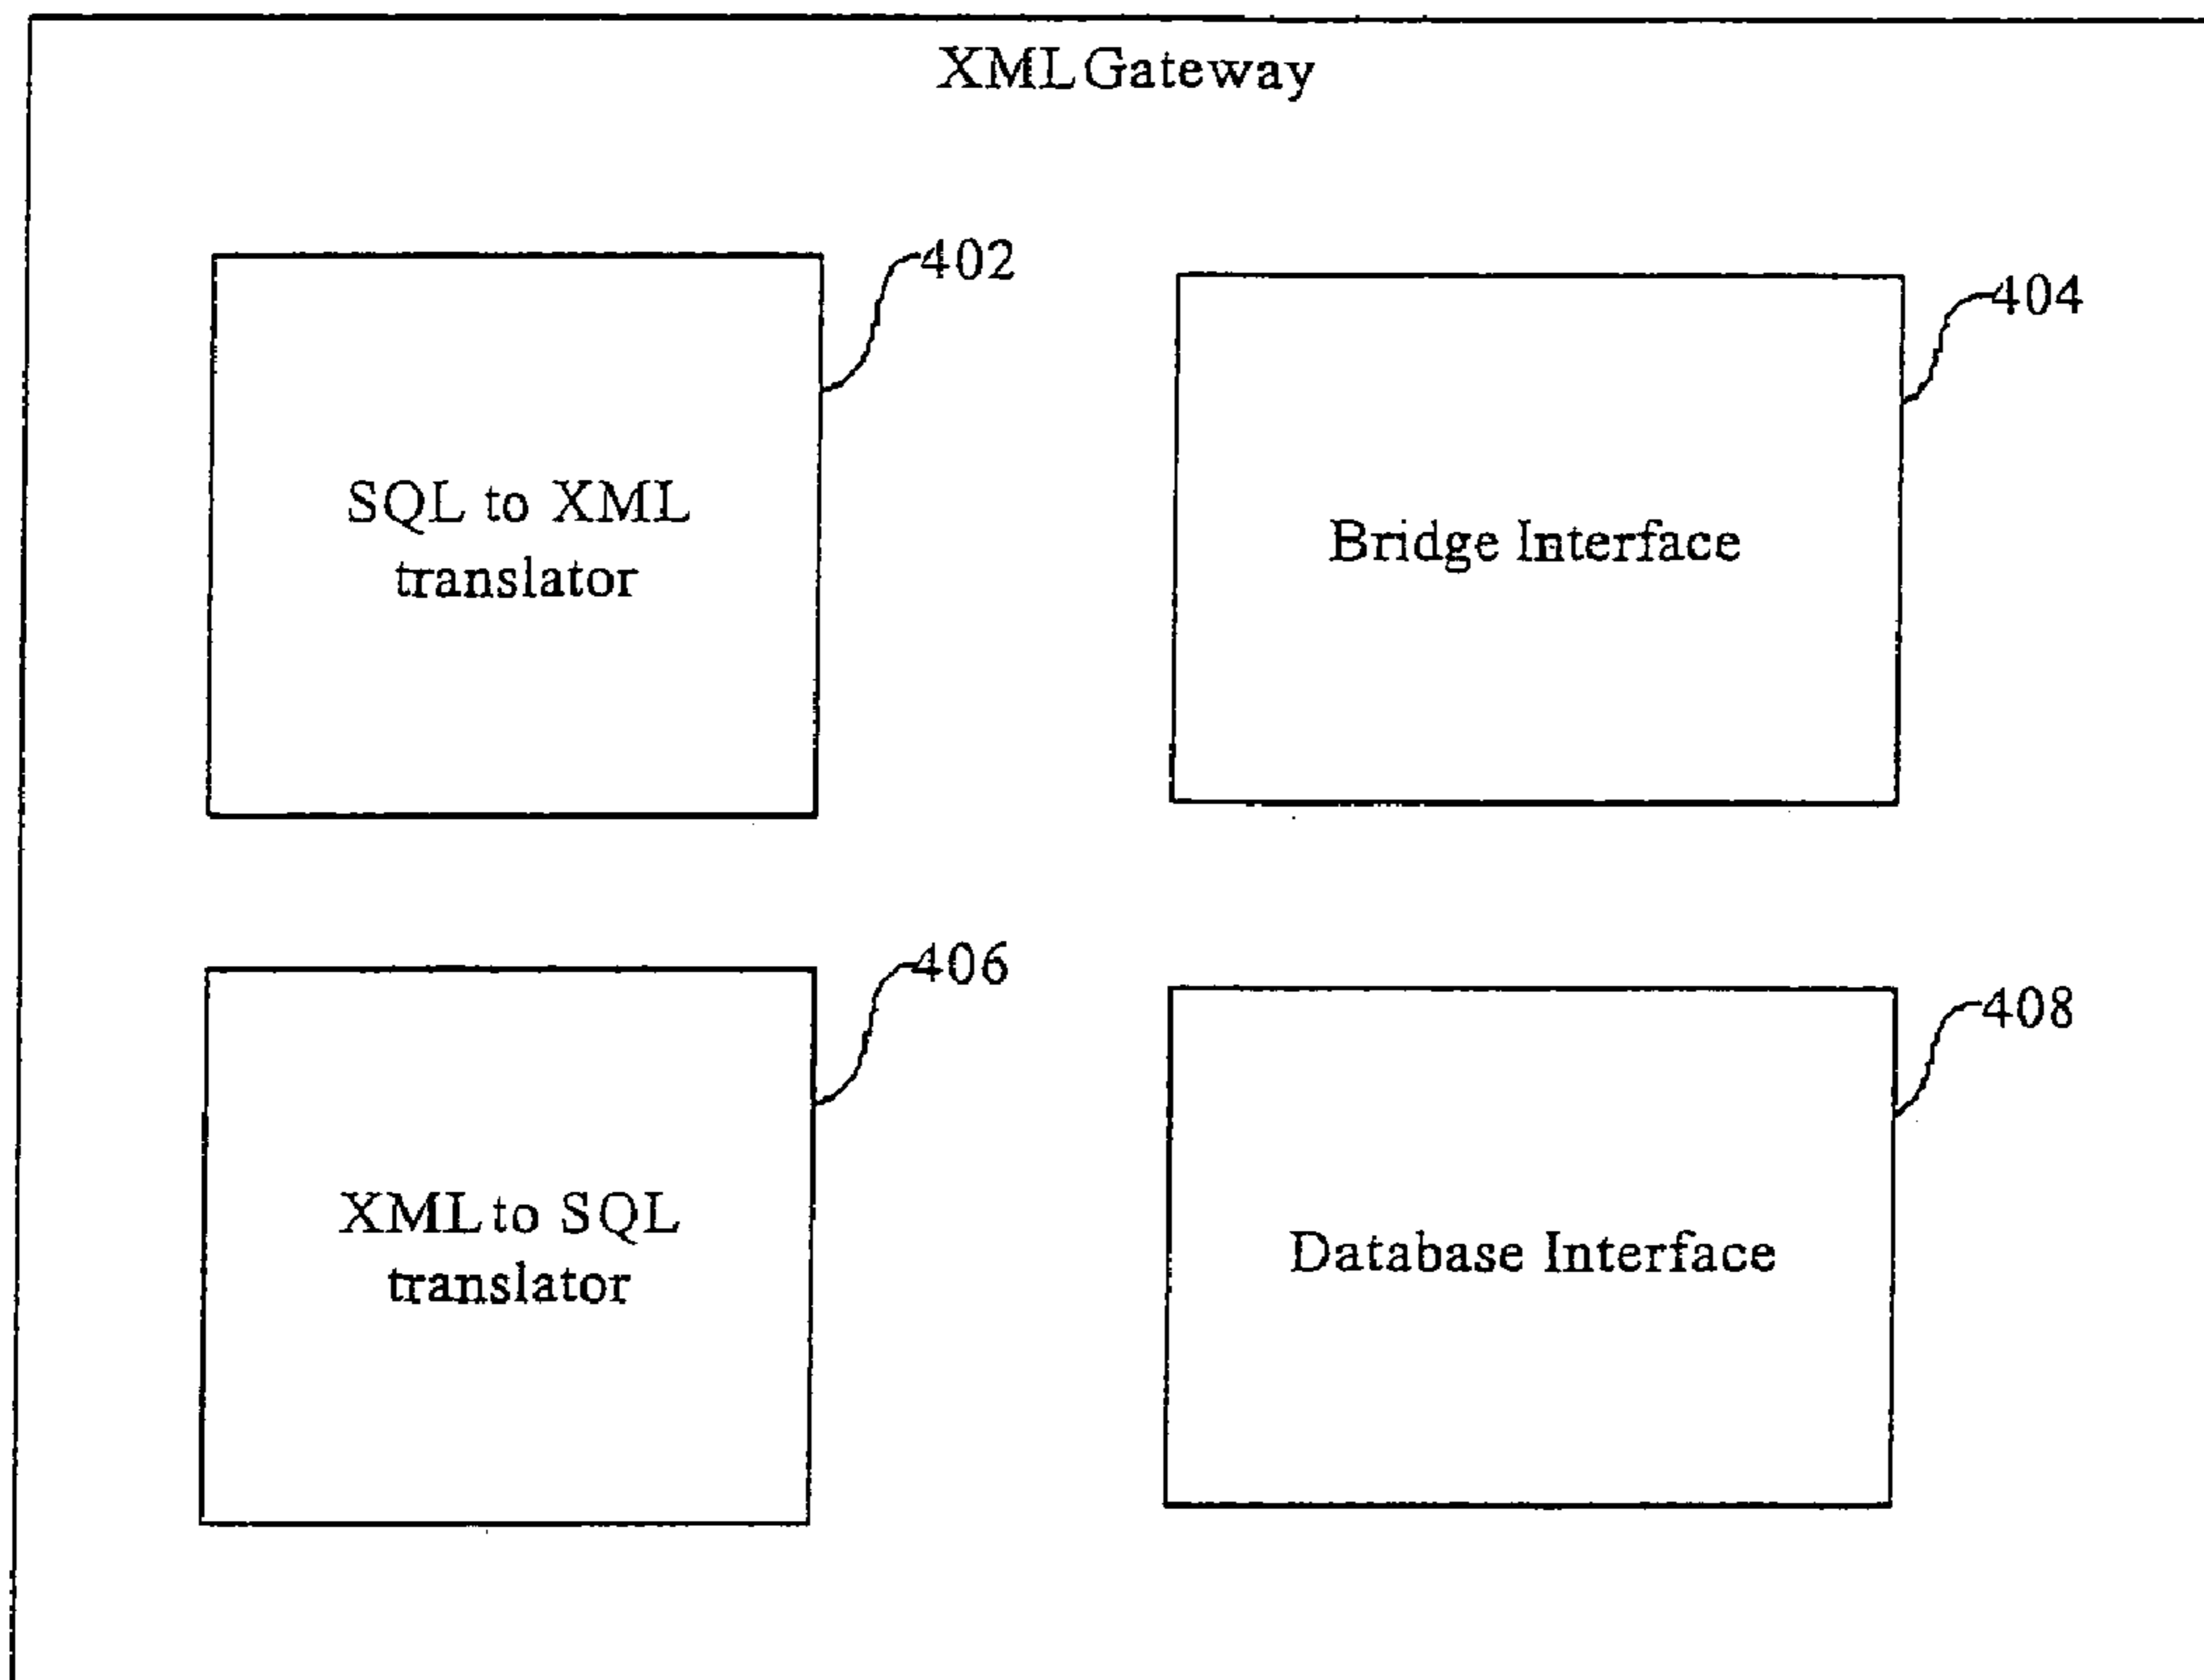 XML Gateway
402
404
SQL to XML
translator
Bridge Interface
406
408
XML to SQL
translator
Database Interface